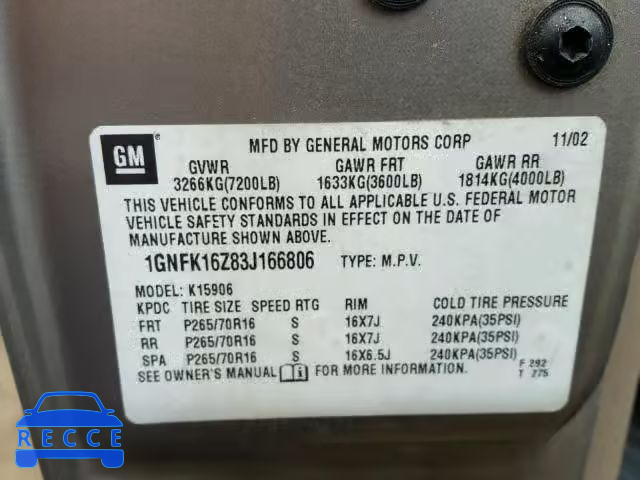 GM
MFD BY GENERAL MOTORS CORP 11/02
GVWR GAWR FRT GAWR RR
3266KG(7200LB) 1633KG(3600LB) 1814KG(4000LB)
THIS VEHICLE CONFORMS TO ALL APPLICABLE U.S. FEDERAL MOTOR
VEHICLE SAFETY STANDARDS IN EFFECT ON THE DATE OF
MANUFACTURE SHOWN ABOVE.
1GNFK16Z83J166806 TYPE: M.P.V.
MODEL: K15906
KPDC TIRE SIZE SPEED RTG RIM COLD TIRE PRESSURE
FRT P265/70R16 S 16X7J 240KPA(35PSI)
RR P265/70R16 S 16X7J 240KPA(35PSI)
SPA P265/70R16 S 16X6.5J 240KPA(35PSI)
SEE OWNER'S MANUAL FOR MORE INFORMATION.
F 292
T 275
RECCE